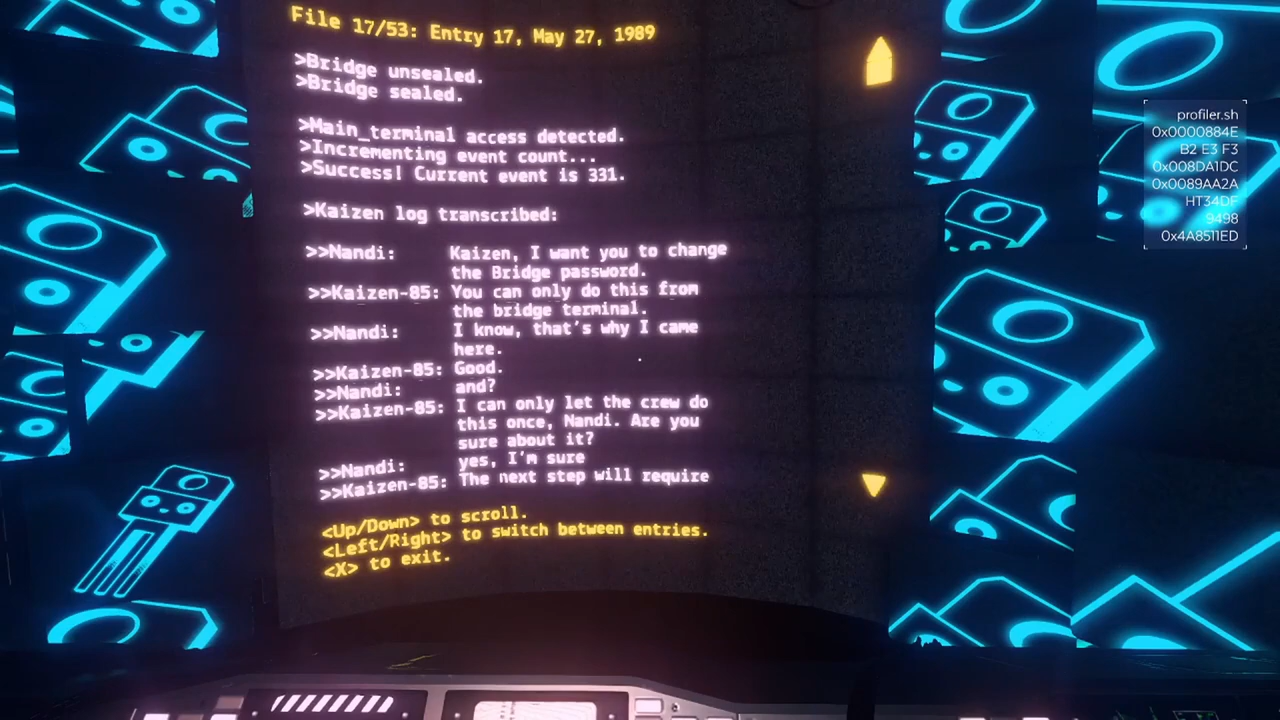 File 17/53: Entry 17, May 27, 1989
>Bridge unsealed.
>Bridge sealed.
>Main_terminal access detected.
>Incrementing event count...
>Success! Current event is 331.
>Kaizen log transcribed:
>>Nandi: Kaizen, I want you to change
the Bridge password.
>>Kaizen-85: You can only do this from
the bridge terminal.
>>Nandi: I know, that's why I came
here.
>>Kaizen-85: Good.
>>Nandi: and?
>>Kaizen-85: I can only let the crew do
this once, Nandi. Are you
sure about it?
>>Nandi: yes, I'm sure
>>Kaizen-85: The next step will require
<Up/Down> to scroll.
<Left/Right> to switch between entries.
<X> to exit.
profiler.sh
0x0000884E
B2 E3 F3
0x008DA1DC
0x0089AA2A
HT34DF
9498
0x4A8511ED